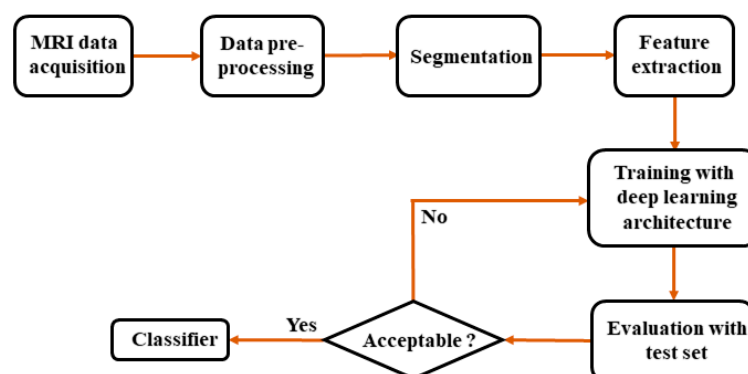 MRI data
acquisition
Data pre-
processing
Segmentation
Feature
extraction
Training with
deep learning
architecture
No
Evaluation with
test set
Acceptable ?
Yes
Classifier